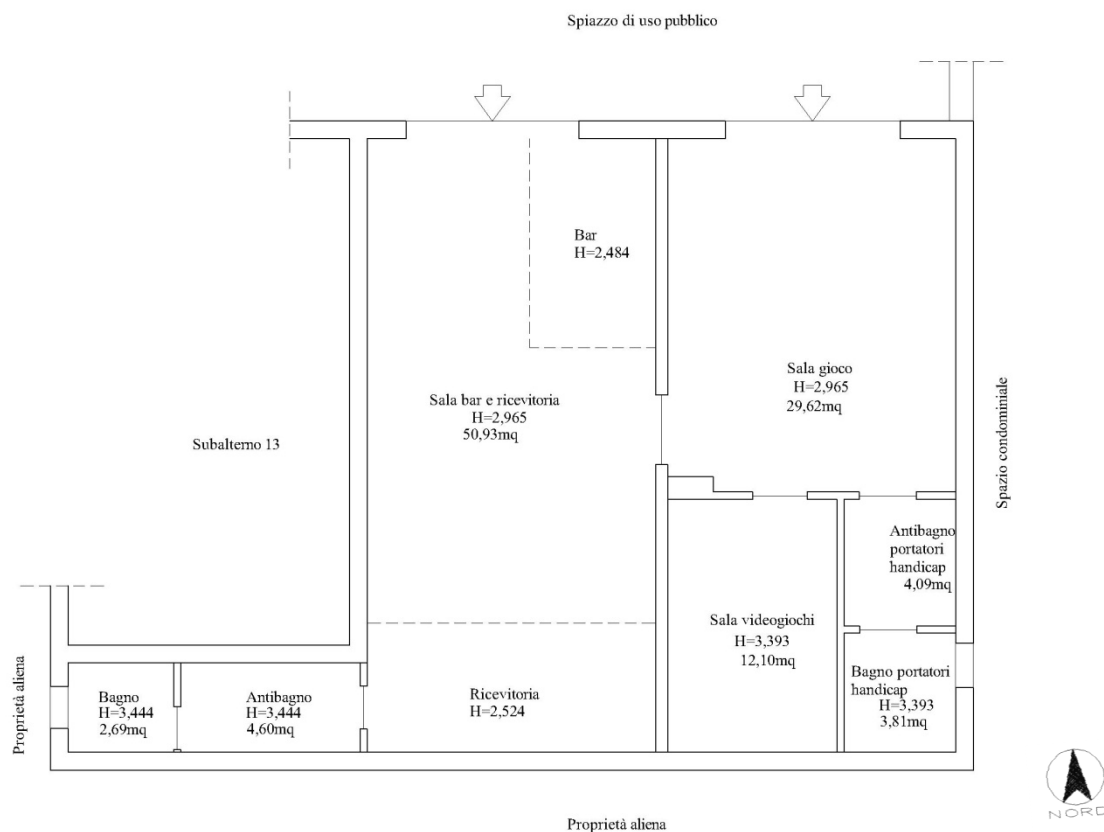 Spiazzo di uso pubblico
Bar
H=2,484
Sala gioco
H=2,965
29,62mq
Sala bar e ricevitoria
H=2,965
50,93mq
Spazio condominiale
Subalterno 13
Antibagno
portatori
handicap
4,09mq
Sala videogiochi
H=3,393
12,10mq
Bagno portatori
handicap
H=3,393
3,81mq
Proprietà aliena
Bagno
H=3,444
2,69mq
Antibagno
H=3,444
4,60mq
Ricevitoria
H=2,524
NORD
Proprietà aliena